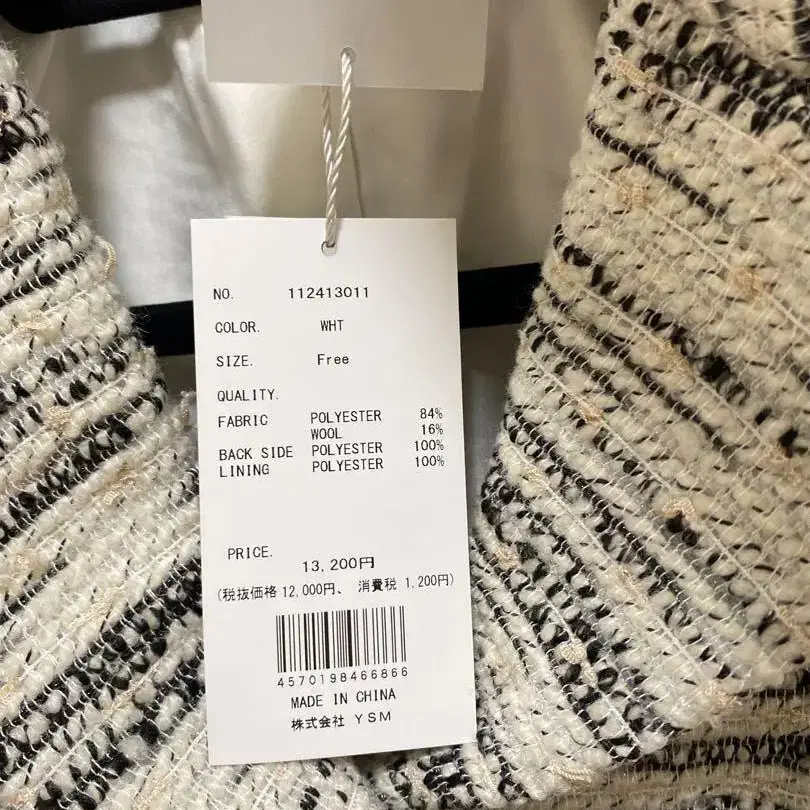 NO. 112413011
COLOR. WHT
SIZE. Free
QUALITY.
FABRIC POLYESTER 84%
WOOL 16%
BACK SIDE POLYESTER 100%
LINING POLYESTER 100%
PRICE. 13,200円
(税抜価格 12,000円、 消費税 1,200円)
4570198466866
MADE IN CHINA
株式会社 YSM